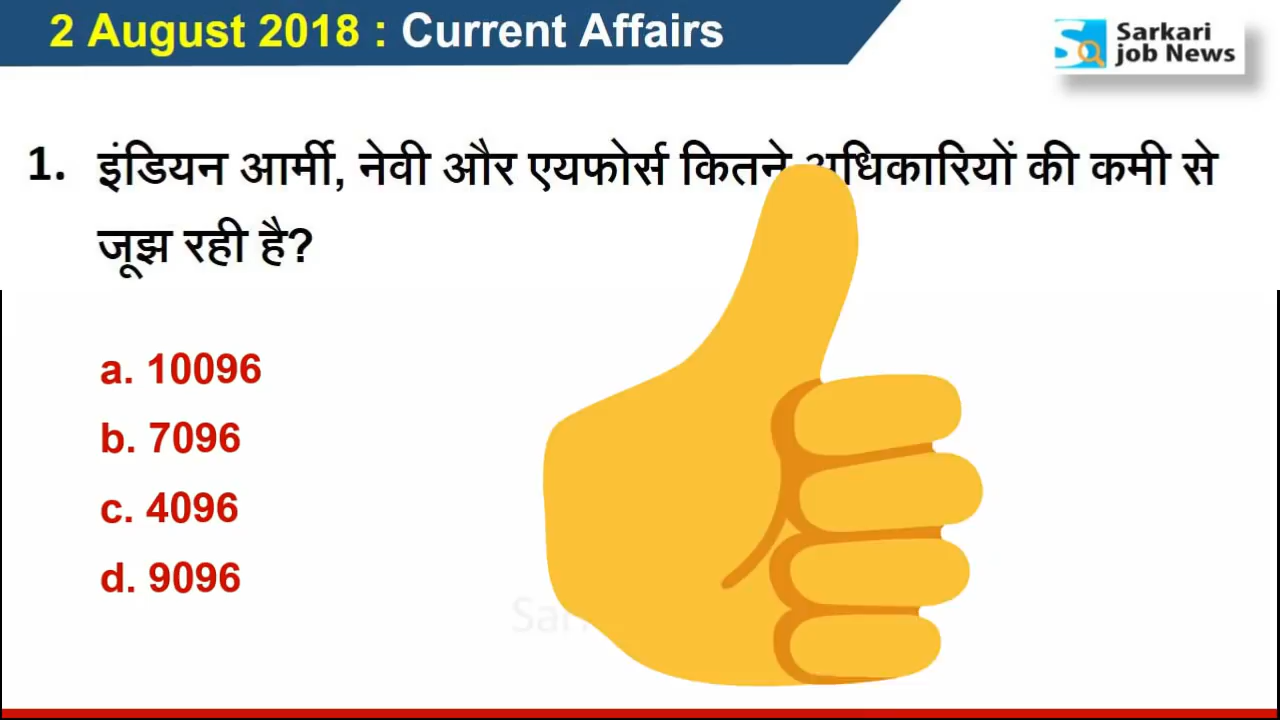 2 August 2018 : Current Affairs
Sarkari
Job News
1. इंडियन आर्मी, नेवी और एयफोर्स कितने अधिकारियों की कमी से
जूझ रही है?
a. 10096
b. 7096
c. 4096
d. 9096